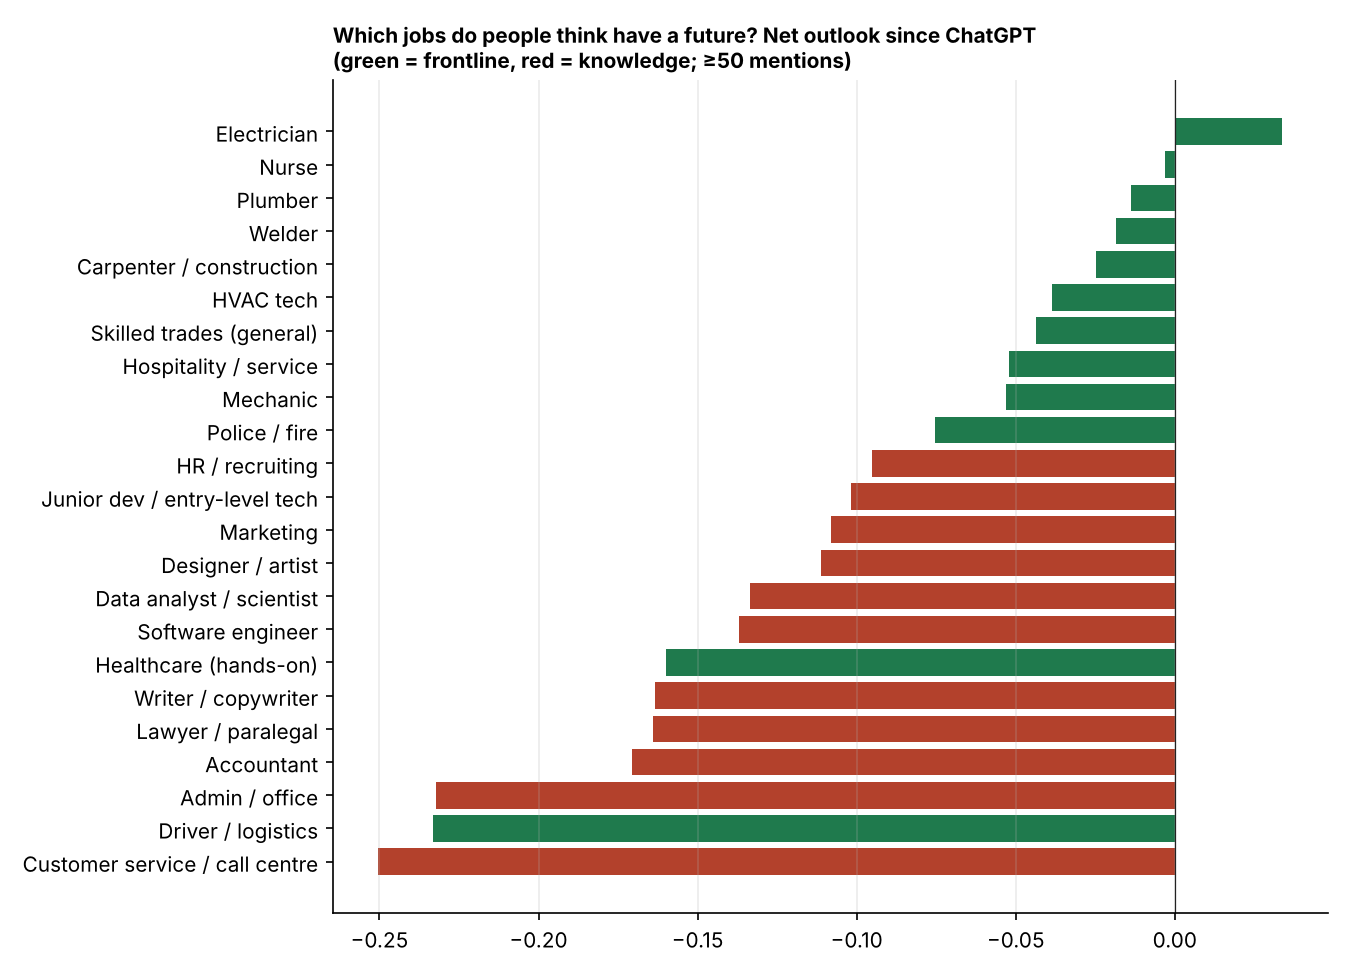 Which jobs do people think have a future? Net outlook since ChatGPT
(green = frontline, red = knowledge; ≥50 mentions)
Electrician
Nurse
Plumber
Welder
Carpenter / construction
HVAC tech
Skilled trades (general)
Hospitality / service
Mechanic
Police / fire
HR / recruiting
Junior dev / entry-level tech
Marketing
Designer / artist
Data analyst / scientist
Software engineer
Healthcare (hands-on)
Writer / copywriter
Lawyer / paralegal
Accountant
Admin / office
Driver / logistics
Customer service / call centre
−0.25 −0.20 −0.15 −0.10 −0.05 0.00